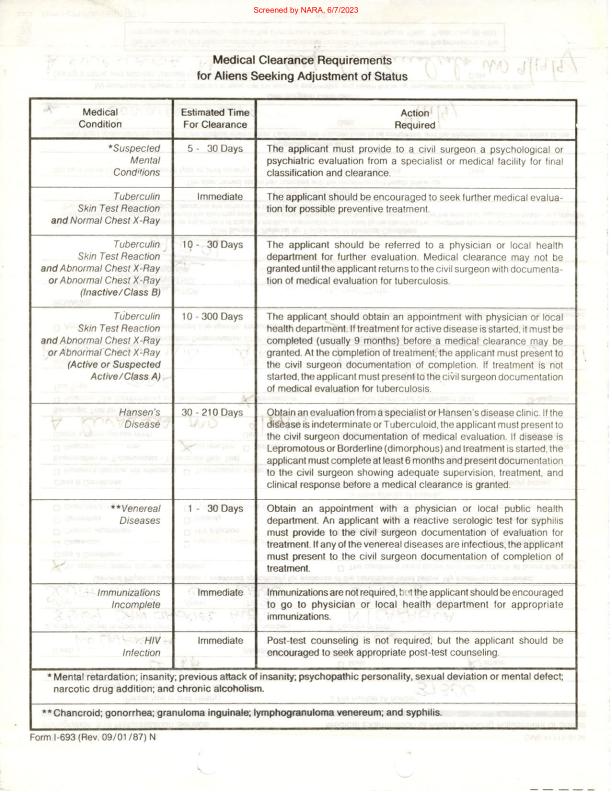 Screened by NARA, 6/7/2023
Medical Clearance Requirements
for Aliens Seeking Adjustment of Status
Medical
Condition
Estimated Time
For Clearance
Action
Required
*Suspected
Mental
Conditions
5 - 30 Days
The applicant must provide to a civil surgeon a psychological or
psychiatric evaluation from a specialist or medical facility for final
classification and clearance.
Tuberculin
Skin Test Reaction
and Normal Chest X-Ray
Immediate
The applicant should be encouraged to seek further medical evalua-
tion for possible preventive treatment.
Tuberculin
Skin Test Reaction
and Abnormal Chest X-Ray
or Abnormal Chest X-Ray
(Inactive/Class B)
10 - 30 Days
The applicant should be referred to a physician or local health
department for further evaluation. Medical clearance may not be
granted until the applicant returns to the civil surgeon with documenta-
tion of medical evaluation for tuberculosis.
Tuberculin
Skin Test Reaction
and Abnormal Chest X-Ray
or Abnormal Chect X-Ray
(Active or Suspected
Active/Class A)
10 - 300 Days
The applicant should obtain an appointment with physician or local
health department. If treatment for active disease is started, it must be
completed (usually 9 months) before a medical clearance may be
granted. At the completion of treatment, the applicant must present to
the civil surgeon documentation of completion. If treatment is not
started, the applicant must present to the civil surgeon documentation
of medical evaluation for tuberculosis.
Hansen's
Disease
30 - 210 Days
Obtain an evaluation from a specialist or Hansen's disease clinic. If the
disease is indeterminate or Tuberculoid, the applicant must present to
the civil surgeon documentation of medical evaluation. If disease is
Lepromotous or Borderline (dimorphous) and treatment is started, the
applicant must complete at least 6 months and present documentation
to the civil surgeon showing adequate supervision, treatment, and
clinical response before a medical clearance is granted.
**Venereal
Diseases
1 - 30 Days
Obtain an appointment with a physician or local public health
department. An applicant with a reactive serologic test for syphilis
must provide to the civil surgeon documentation of evaluation for
treatment. If any of the venereal diseases are infectious, the applicant
must present to the civil surgeon documentation of completion of
treatment.
Immunizations
Incomplete
Immediate
Immunizations are not required, but the applicant should be encouraged
to go to physician or local health department for appropriate
immunizations.
HIV
Infection
Immediate
Post-test counseling is not required, but the applicant should be
encouraged to seek appropriate post-test counseling.
* Mental retardation; insanity; previous attack of insanity; psychopathic personality, sexual deviation or mental defect;
narcotic drug addition; and chronic alcoholism.
** Chancroid; gonorrhea; granuloma inguinale; lymphogranuloma venereum; and syphilis.
Form I-693 (Rev. 09/01/87) N